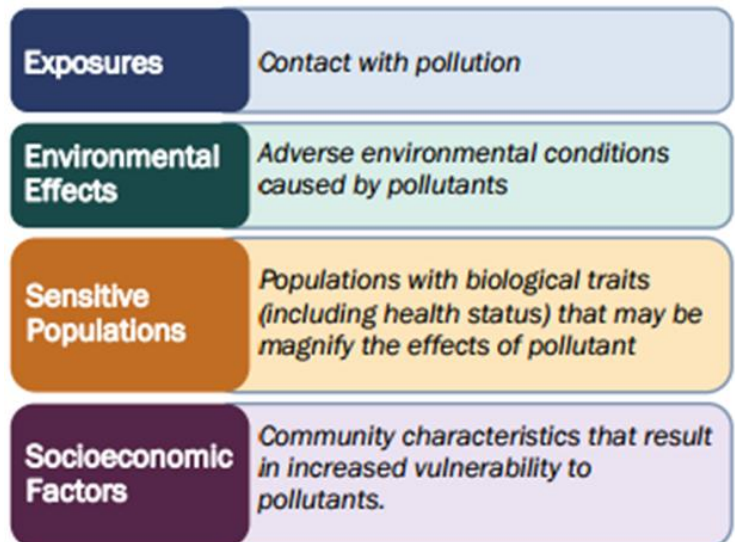 Exposures
Contact with pollution
Environmental
Effects
Adverse environmental conditions
caused by pollutants
Sensitive
Populations
Populations with biological traits
(including health status) that may be
magnify the effects of pollutant
Socioeconomic
Factors
Community characteristics that result
in increased vulnerability to
pollutants.